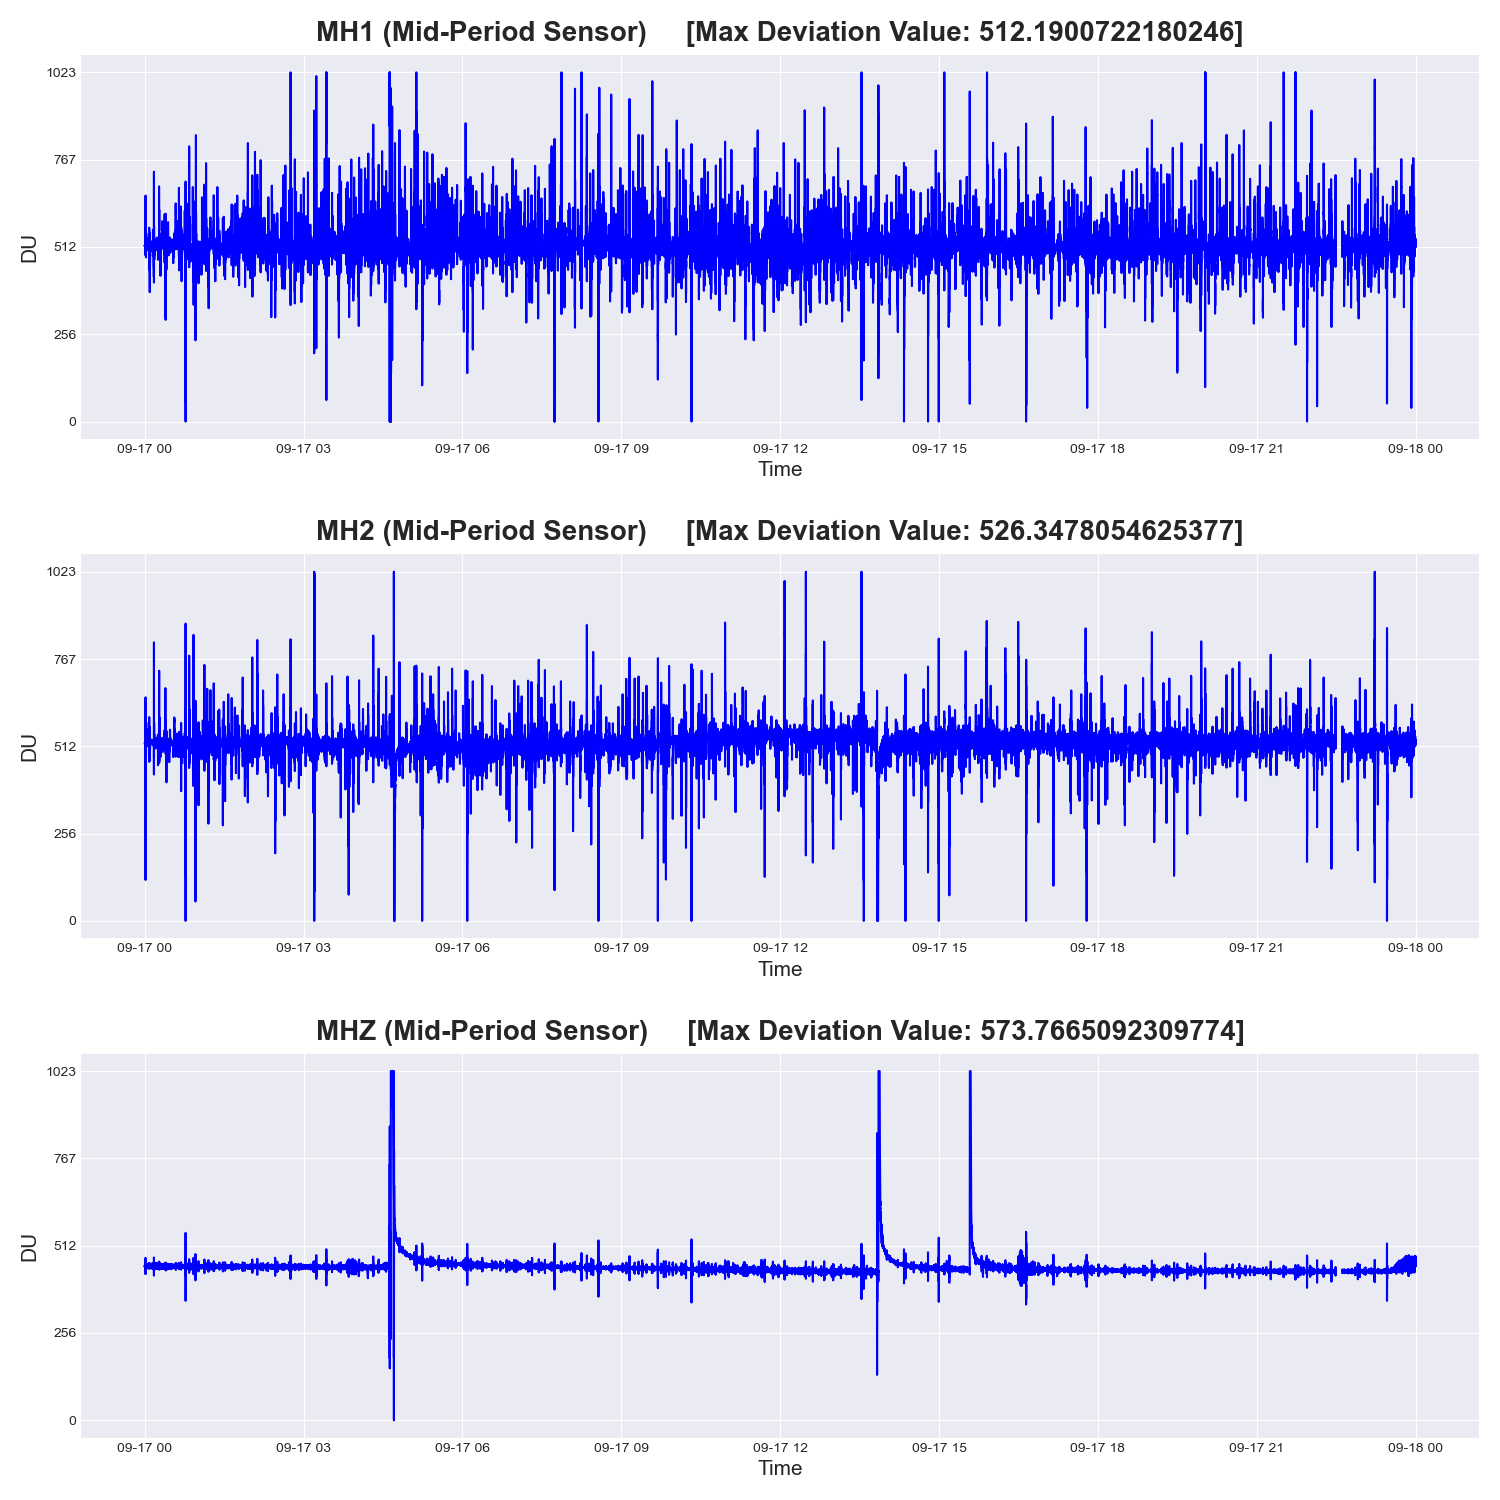 MH1 (Mid-Period Sensor) [Max Deviation Value: 512.1900722180246]
1023
767
512
256
0
DU
09-17 00 09-17 03 09-17 06 09-17 09 09-17 12 09-17 15 09-17 18 09-17 21 09-18 00
Time
MH2 (Mid-Period Sensor) [Max Deviation Value: 526.3478054625377]
1023
767
512
256
0
DU
09-17 00 09-17 03 09-17 06 09-17 09 09-17 12 09-17 15 09-17 18 09-17 21 09-18 00
Time
MHZ (Mid-Period Sensor) [Max Deviation Value: 573.7665092309774]
1023
767
512
256
0
DU
09-17 00 09-17 03 09-17 06 09-17 09 09-17 12 09-17 15 09-17 18 09-17 21 09-18 00
Time